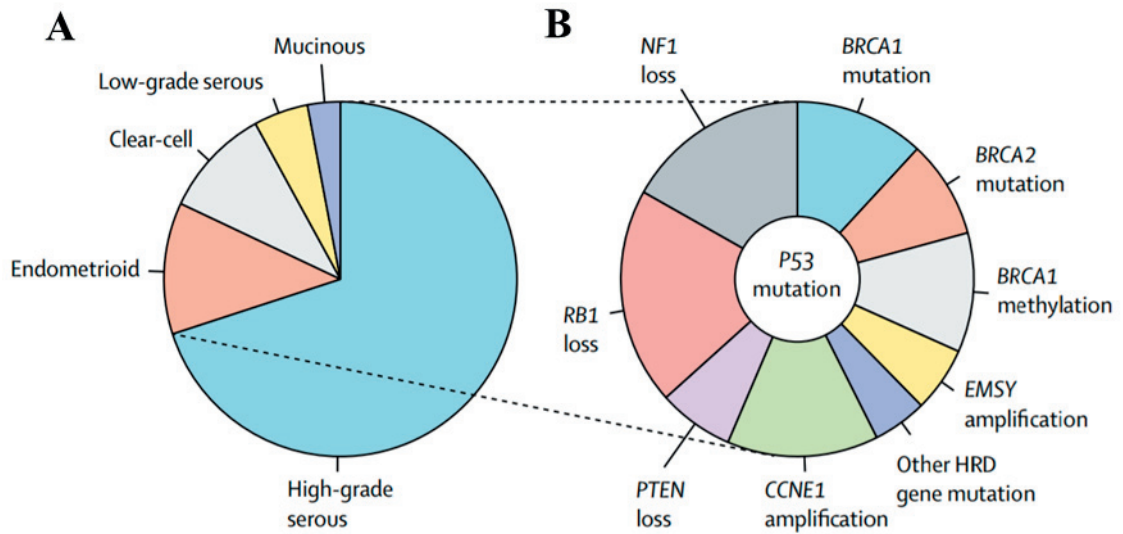 A
Mucinous
Low-grade serous
Clear-cell
Endometrioid
High-grade
serous
B
NF1
loss
BRCA1
mutation
BRCA2
mutation
BRCA1
methylation
EMSY
amplification
Other HRD
gene mutation
CCNE1
amplification
PTEN
loss
RB1
loss
P53
mutation